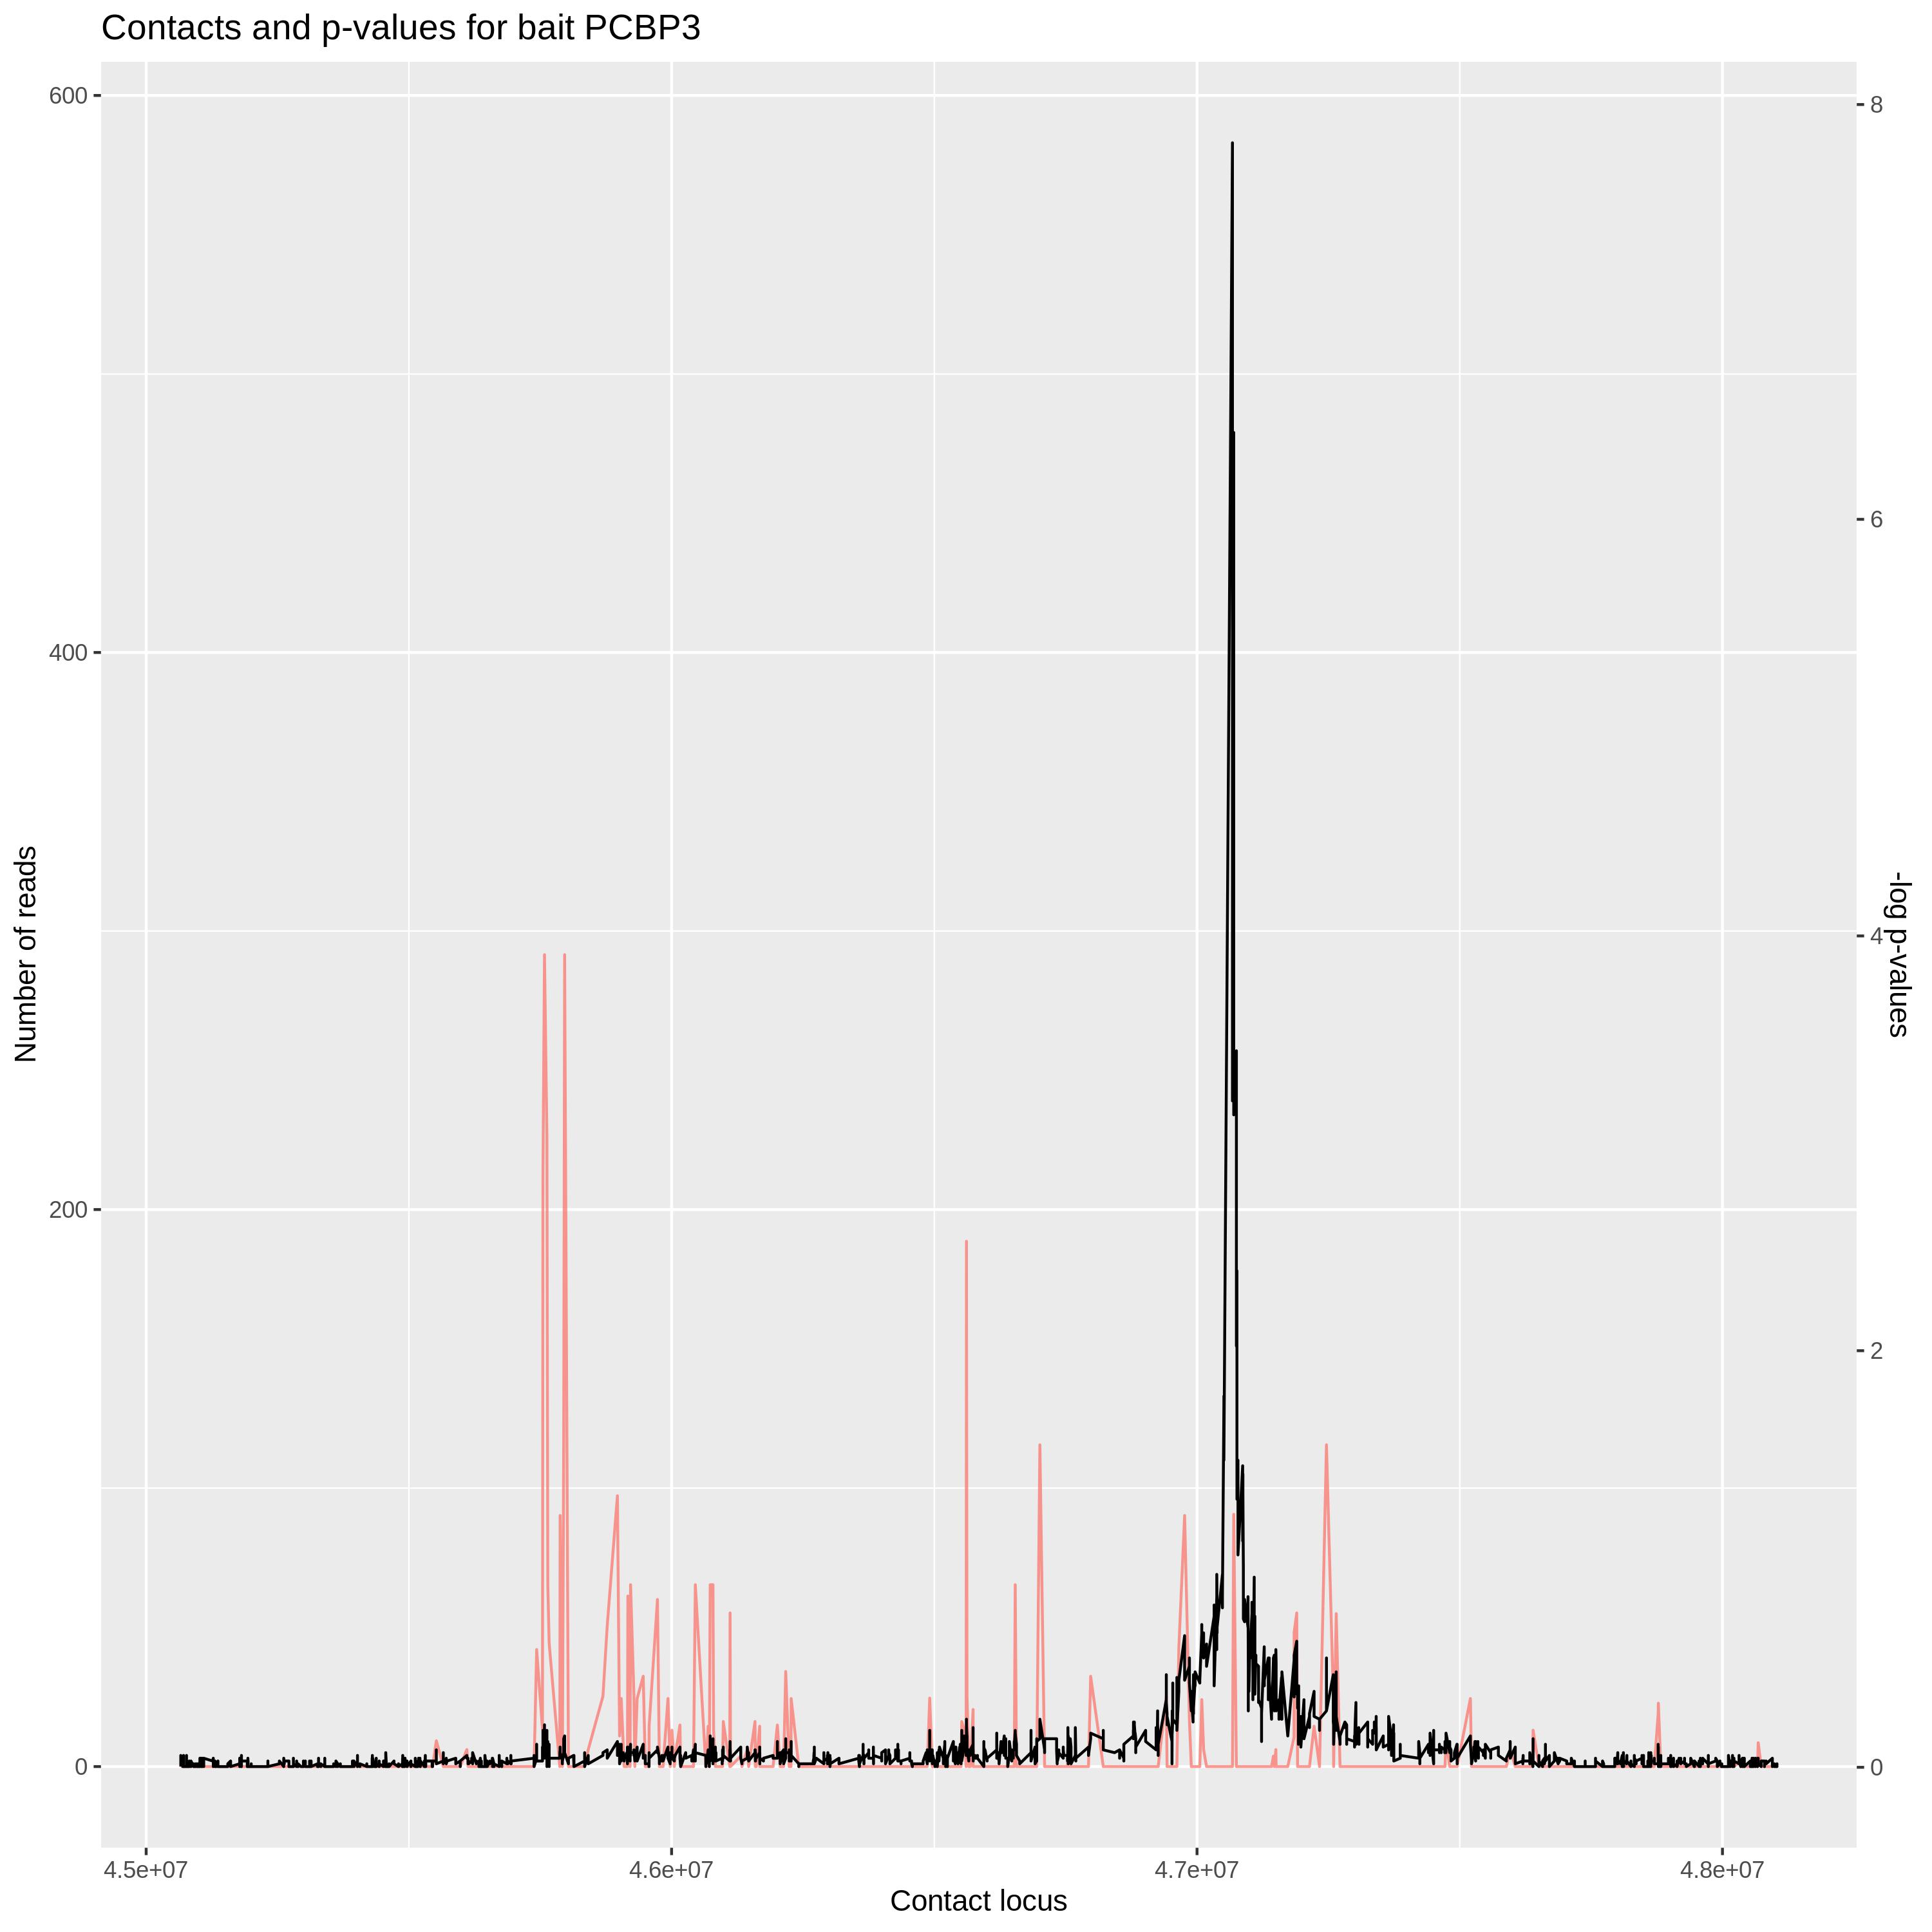 Contacts and p-values for bait PCBP3
600
400
200
0
Number of reads
8
6
4
2
0
-log p-values
4.5e+07 4.6e+07 4.7e+07 4.8e+07
Contact locus